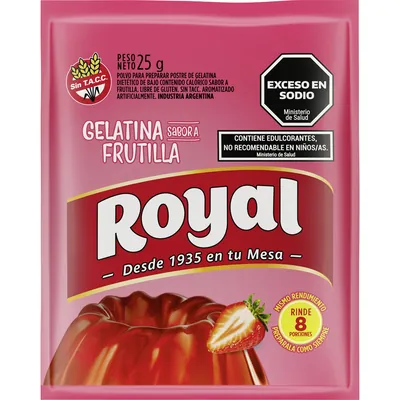 Sin T.A.C.C.
PESO
NETO 25 g
POLVO PARA PREPARAR POSTRE DE GELATINA
DIETÉTICO DE BAJO CONTENIDO CALÓRICO SABOR A
FRUTILLA, LIBRE DE GLUTEN. SIN TACC. AROMATIZADO
ARTIFICIALMENTE. INDUSTRIA ARGENTINA
EXCESO EN
SODIO
Ministerio
de Salud
CONTIENE EDULCORANTES,
NO RECOMENDABLE EN NIÑOS/AS.
Ministerio de Salud
GELATINA SABOR A
FRUTILLA
Royal
Desde 1935 en tu Mesa
MISMO RENDIMIENTO
RINDE
8
PORCIONES
PREPARALA COMO SIEMPRE